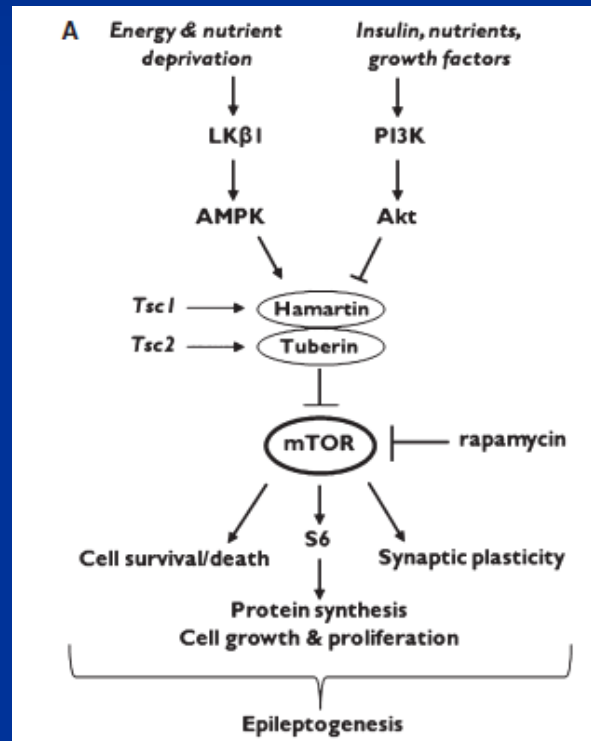 A
Energy & nutrient
deprivation
Insulin, nutrients,
growth factors
LKβ1
PI3K
AMPK
Akt
Tsc1
Hamartin
Tsc2
Tuberin
mTOR
rapamycin
Cell survival/death
S6
Synaptic plasticity
Protein synthesis
Cell growth & proliferation
Epileptogenesis